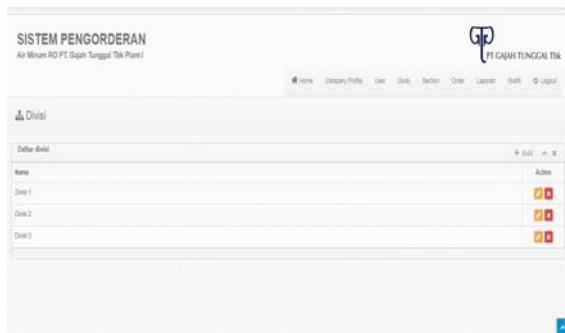 SISTEM PENGORDERAN
Air Minum RO PT. Gajah Tunggal Tbk Plant I
PT GAJAH TUNGGAL Tbk
Home Company Profile User Divisi Section Order Laporan Grafik Logout
Divisi
Daftar divisi
Add
Nama Action
Divisi 1
Divisi 2
Divisi 3